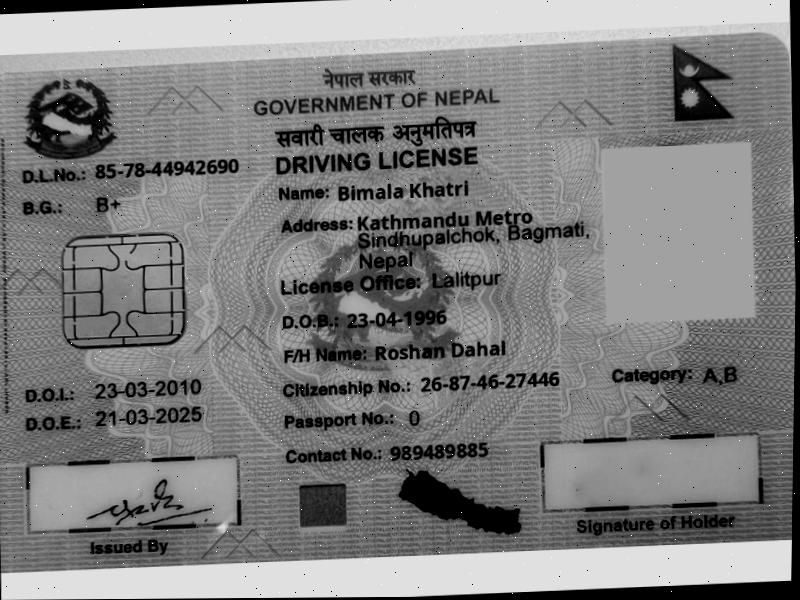 नेपाल सरकार
GOVERNMENT OF NEPAL
सवारी चालक अनुमतिपत्र
DRIVING LICENSE
D.L.No.: 85-78-44942690
B.G.: B+
Name: Bimala Khatri
Address: Kathmandu Metro
Sindhupalchok, Bagmati,
Nepal
License Office: Lalitpur
D.O.B.: 23-04-1996
F/H Name: Roshan Dahal
Citizenship No.: 26-87-46-27446
Category: A,B
D.O.I.: 23-03-2010
D.O.E.: 21-03-2025
Passport No.: 0
Contact No.: 989489885
Issued By
Signature of Holder